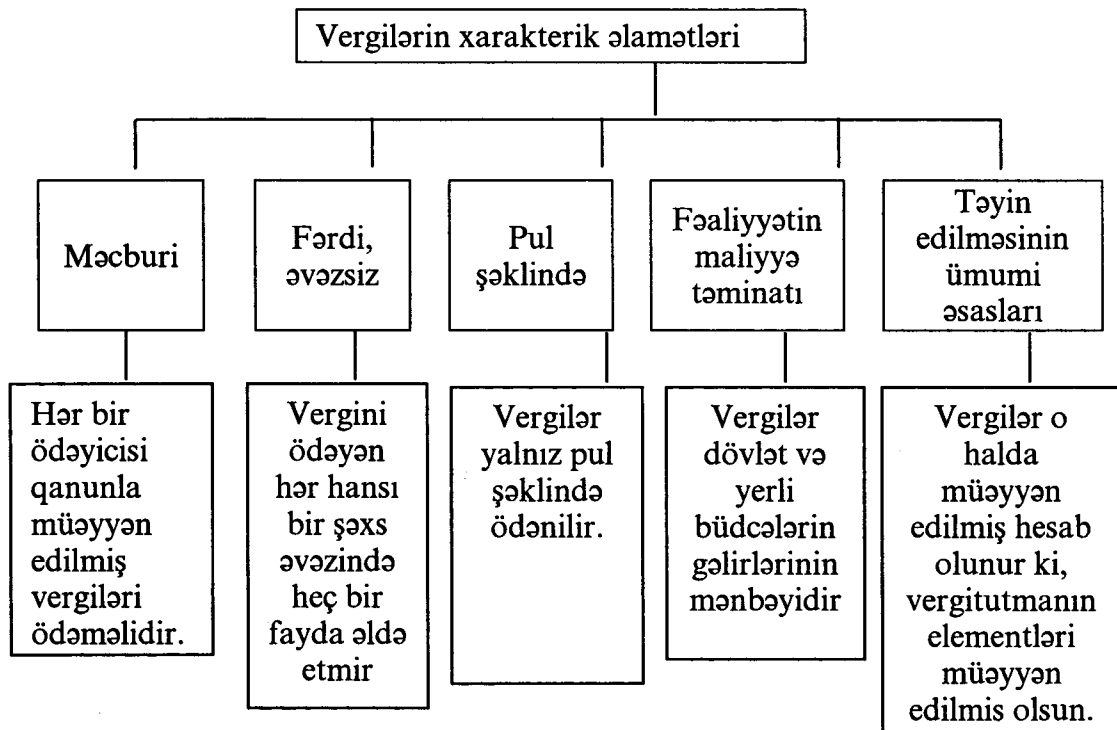 Vergilərin xarakterik əlamətləri
Məcburi
Fərdi,
əvəzsiz
Pul
şəklində
Fəaliyyətin
maliyyə
təminatı
Təyin
edilməsinin
ümumi
əsasları
Hər bir
ödəyicisi
qanunla
müəyyən
edilmiş
vergiləri
ödəməlidir.
Vergini
ödəyən
hər hansı
bir şəxs
əvəzində
heç bir
fayda əldə
etmir
Vergilər
yalnız pul
şəklində
ödənilir.
Vergilər
dövlət və
yerli
büdcələrin
gəlirlərinin
mənbəyidir
Vergilər o
halda
müəyyən
edilmiş hesab
olunur ki,
vergitutmanın
elementləri
müəyyən
edilmis olsun.